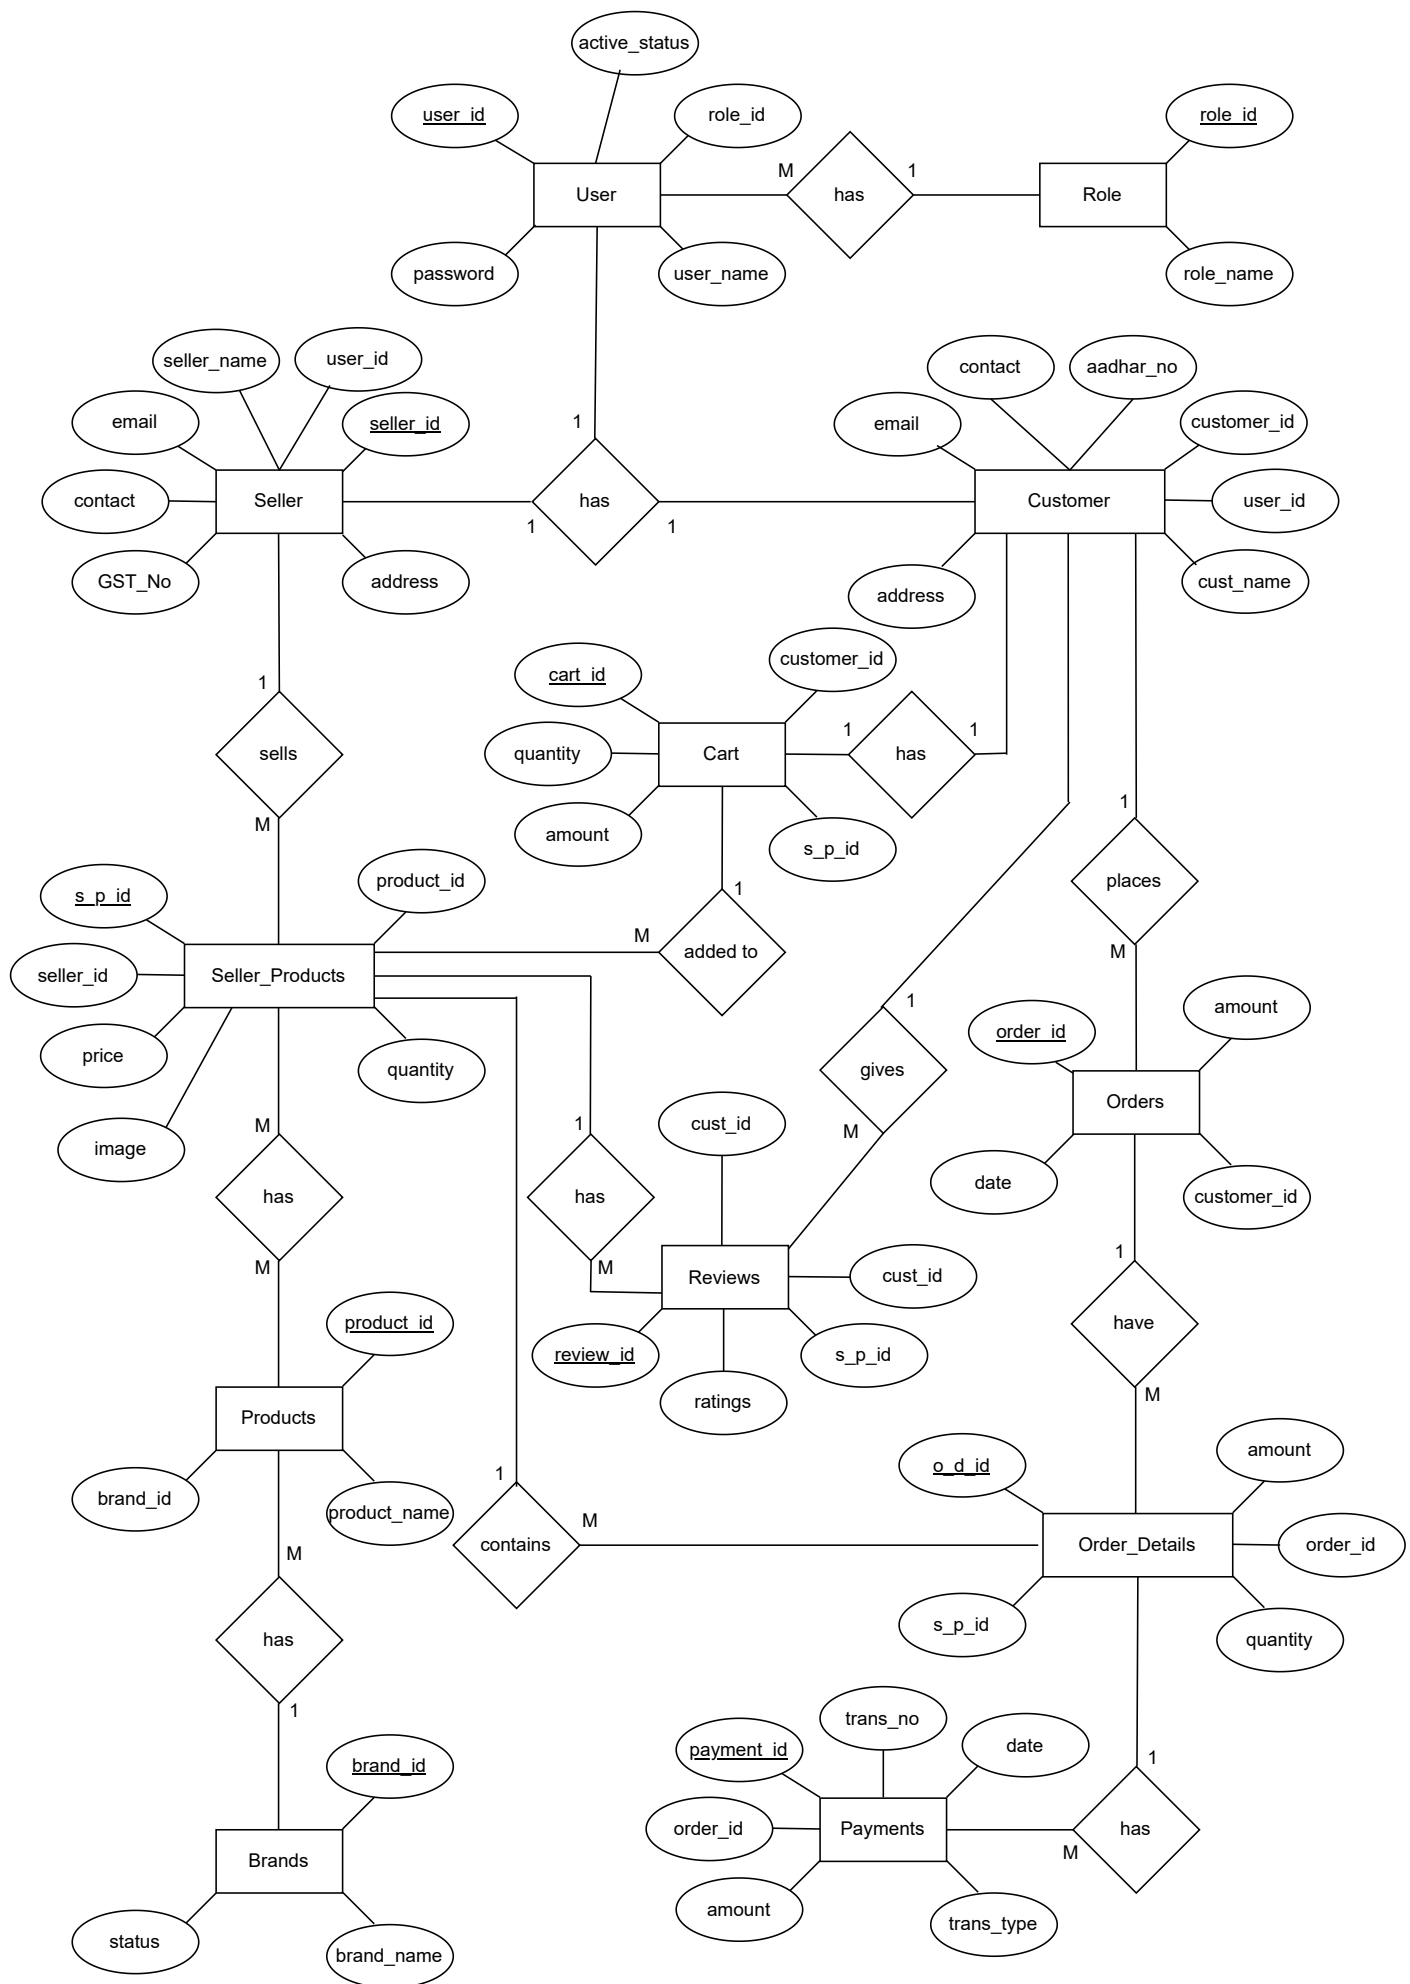 active_status
user_id
role_id
role_id
M
1
User
has
Role
password
user_name
role_name
seller_name
user_id
contact
aadhar_no
email
seller_id
1
email
customer_id
contact
Seller
has
Customer
user_id
1
1
GST_No
address
address
cust_name
customer_id
cart_id
1
1
1
quantity
Cart
has
sells
1
M
amount
s_p_id
places
s_p_id
product_id
1
M
added to
M
seller_id
Seller_Products
1
amount
order_id
price
quantity
gives
Orders
M
1
cust_id
M
image
date
customer_id
has
has
1
M
M
Reviews
cust_id
product_id
have
review_id
s_p_id
M
ratings
Products
amount
1
o_d_id
brand_id
product_name
M
contains
Order_Details
order_id
M
s_p_id
has
quantity
1
trans_no
payment_id
date
1
brand_id
order_id
Payments
has
M
Brands
amount
trans_type
status
brand_name